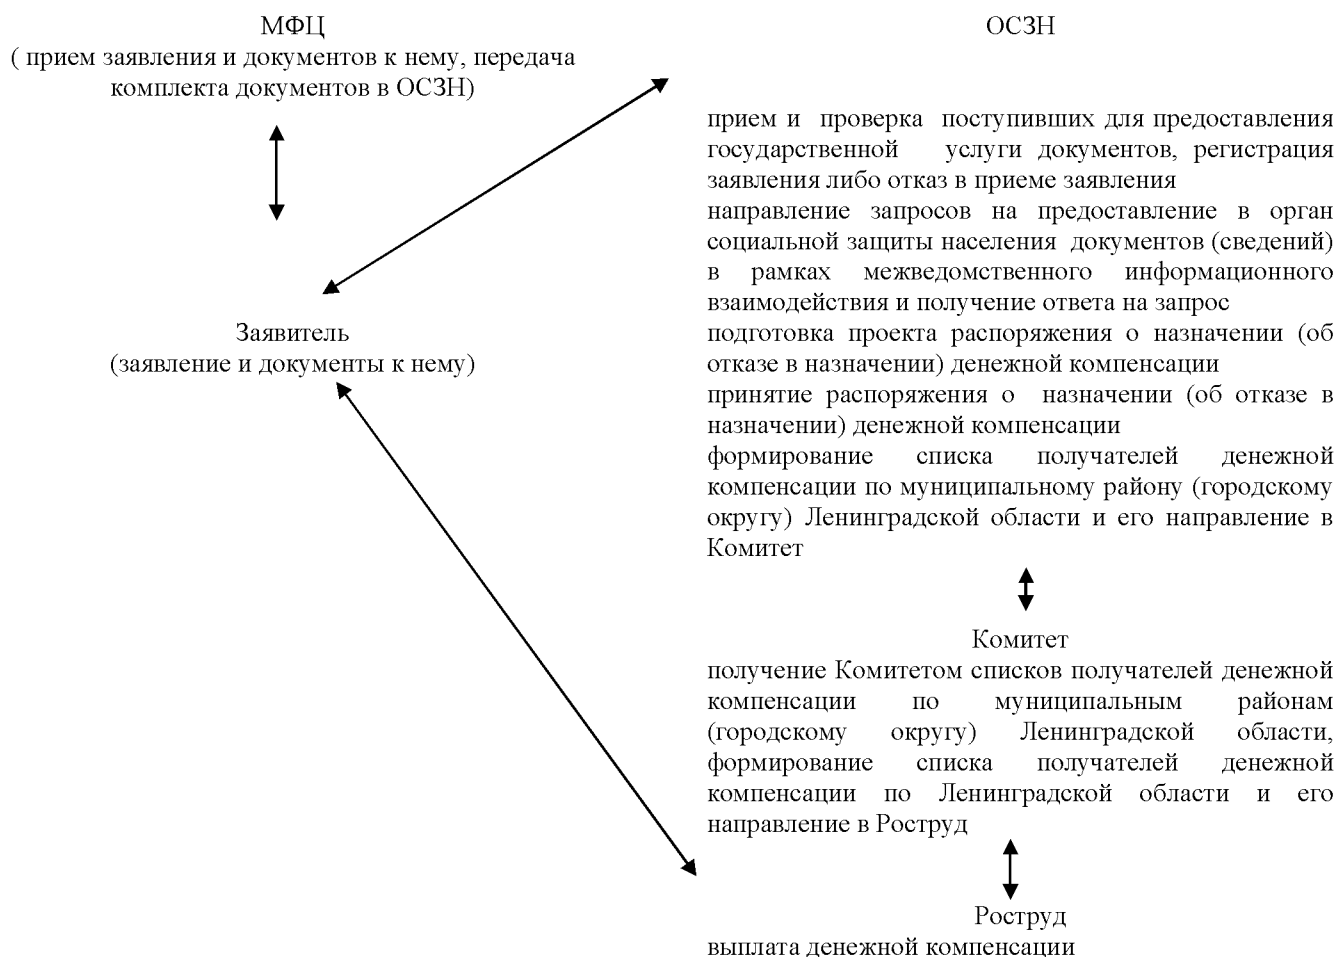 МФЦ
( прием заявления и документов к нему, передача
комплекта документов в ОСЗН)
Заявитель
(заявление и документы к нему)
ОСЗН
прием и проверка поступивших для предоставления
государственной услуги документов, регистрация
заявления либо отказ в приеме заявления
направление запросов на предоставление в орган
социальной защиты населения документов (сведений)
в рамках межведомственного информационного
взаимодействия и получение ответа на запрос
подготовка проекта распоряжения о назначении (об
отказе в назначении) денежной компенсации
принятие распоряжения о назначении (об отказе в
назначении) денежной компенсации
формирование списка получателей денежной
компенсации по муниципальному району (городскому
округу) Ленинградской области и его направление в
Комитет
Комитет
получение Комитетом списков получателей денежной
компенсации по муниципальным районам
(городскому округу) Ленинградской области,
формирование списка получателей денежной
компенсации по Ленинградской области и его
направление в Роструд
Роструд
выплата денежной компенсации